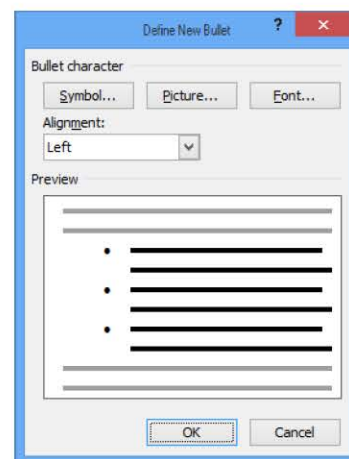 Define New Bullet ?
Bullet character
Symbol... Picture... Font...
Alignment:
Left
Preview
OK Cancel